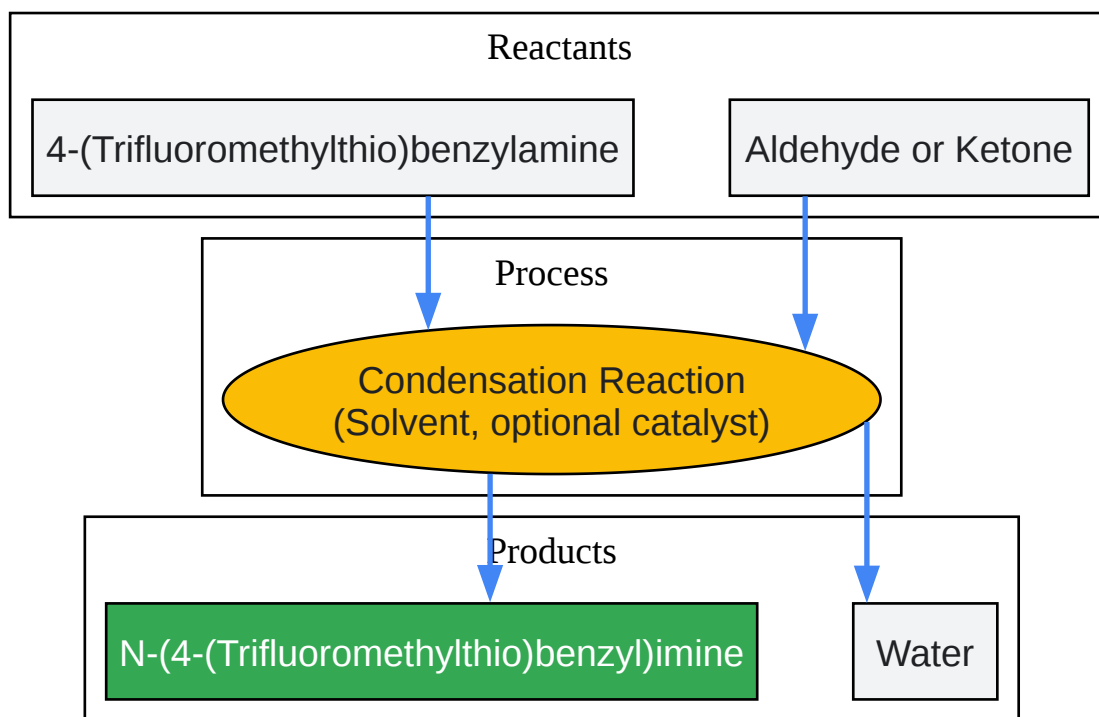 Reactants
4-(Trifluoromethylthio)benzylamine
Aldehyde or Ketone
Process
Condensation Reaction
(Solvent, optional catalyst)
Products
N-(4-(Trifluoromethylthio)benzyl)imine
Water